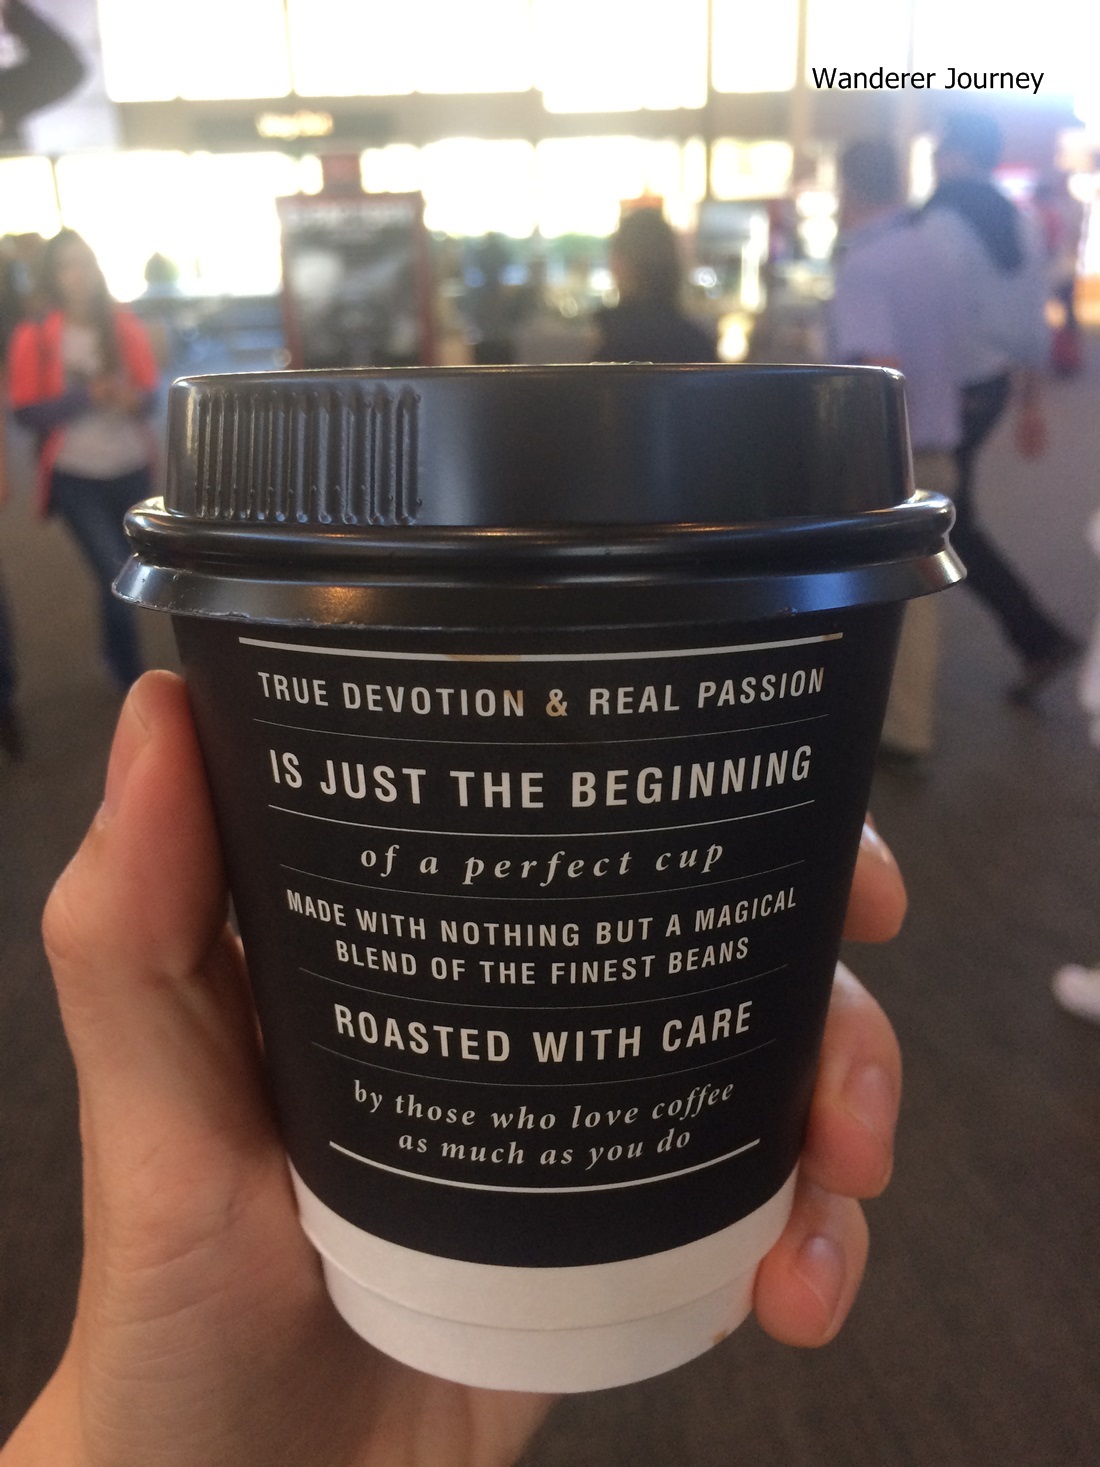 Wanderer Journey
TRUE DEVOTION & REAL PASSION
IS JUST THE BEGINNING
of a perfect cup
MADE WITH NOTHING BUT A MAGICAL
BLEND OF THE FINEST BEANS
ROASTED WITH CARE
by those who love coffee
as much as you do